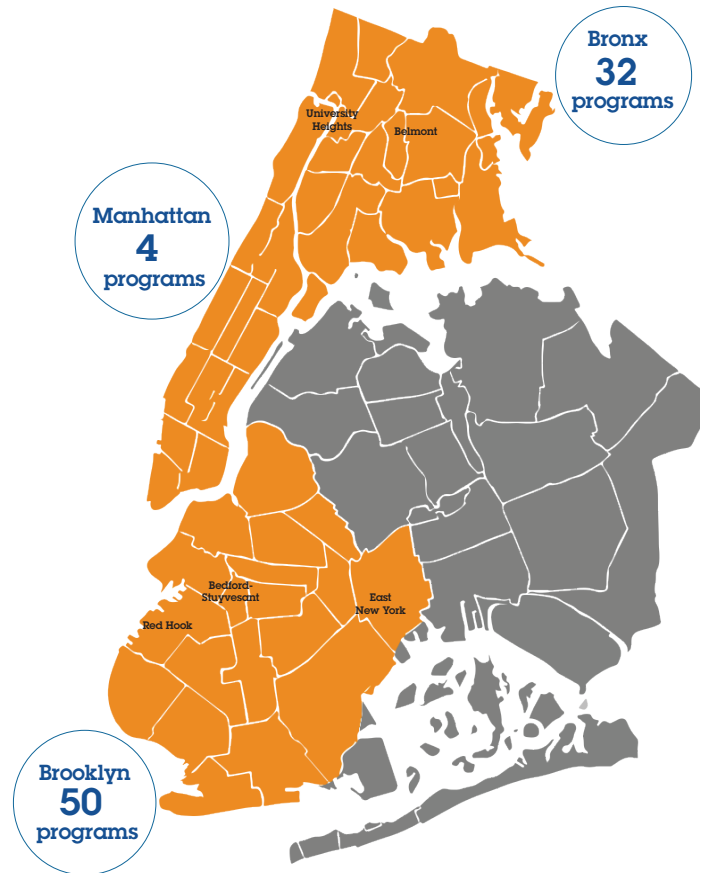 Bronx
32
programs
University
Heights
Belmont
Manhattan
4
programs
Bedford-
Stuyvesant
East
New York
Red Hook
Brooklyn
50
programs